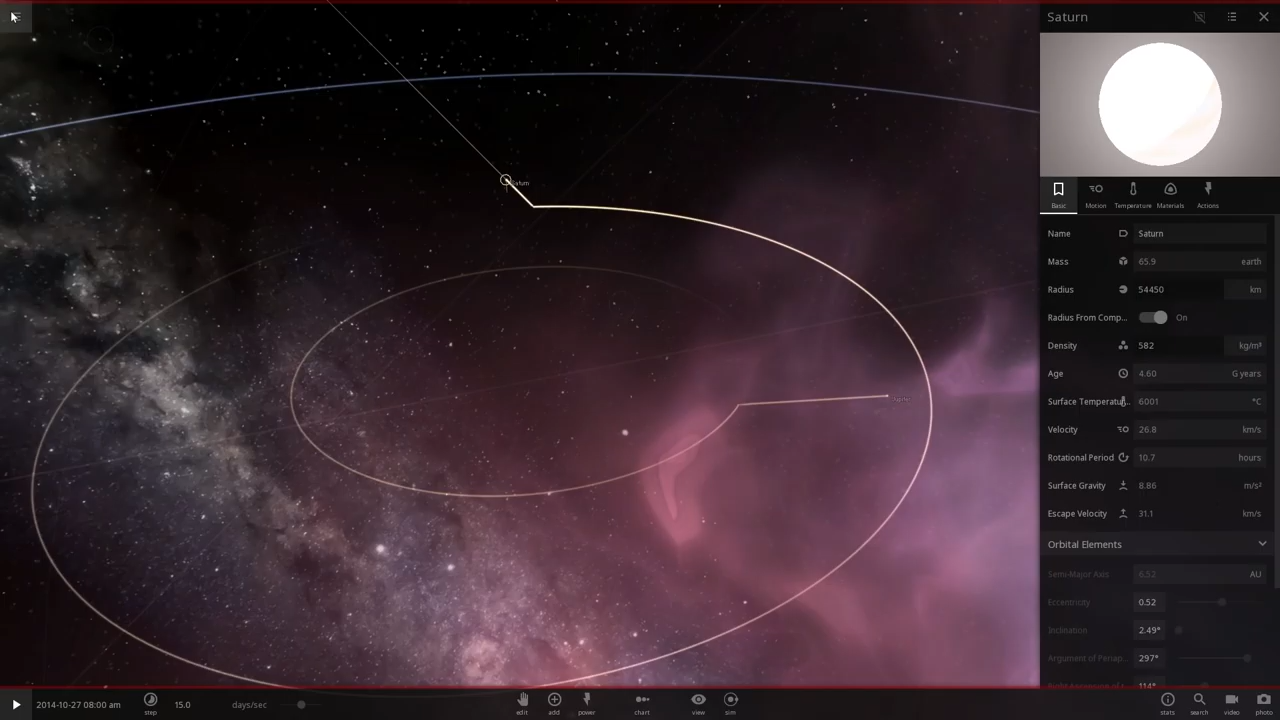 Saturn
Saturn
Jupiter
Basic
Motion
Temperature
Materials
Actions
Name Saturn
Mass 65.9 earth
Radius 54450 km
Radius From Comp... On
Density 582 kg/m³
Age 4.60 G years
Surface Temperatu... 6001 °C
Velocity 26.8 km/s
Rotational Period 10.7 hours
Surface Gravity 8.86 m/s²
Escape Velocity 31.1 km/s
Orbital Elements
Semi-Major Axis 6.52 AU
Eccentricity 0.52
Inclination 2.49°
Argument of Periap... 297°
114°
2014-10-27 08:00 am
step
15.0 days/sec
edit
add
power
chart
view
sim
stats
search
video
photo